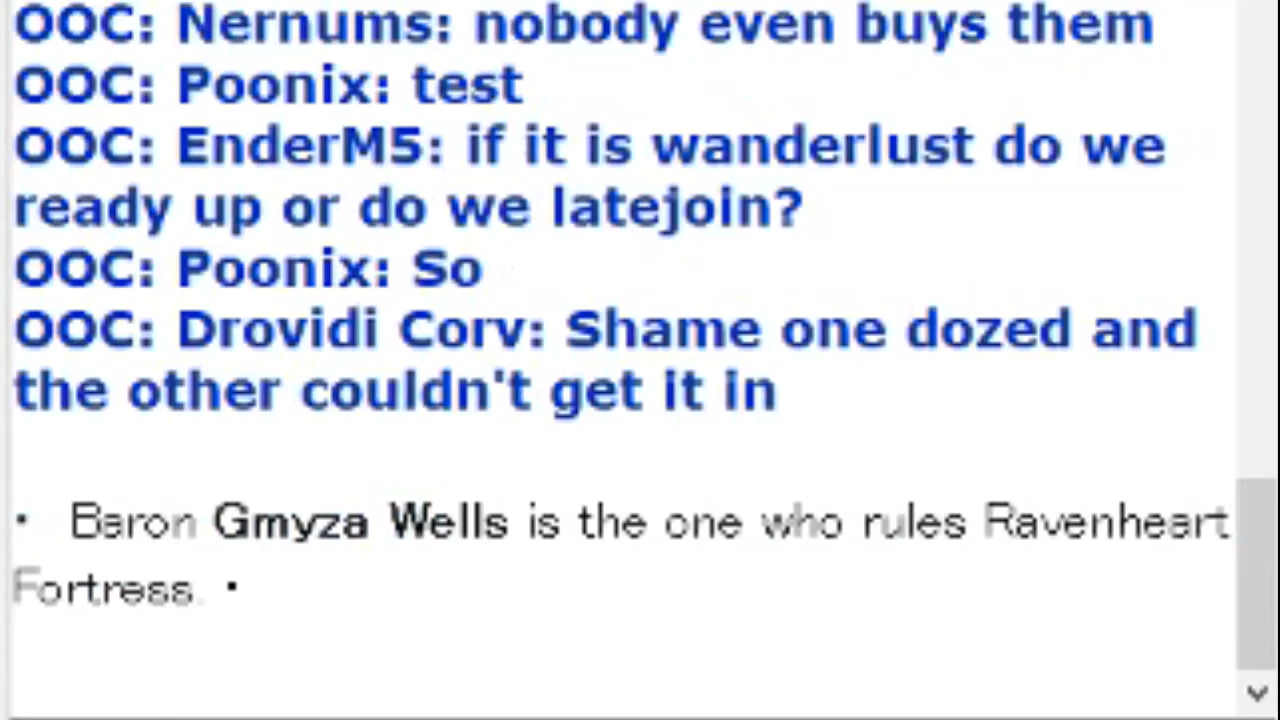 OOC: Nernums: nobody even buys them
OOC: Poonix: test
OOC: EnderM5: if it is wanderlust do we
ready up or do we latejoin?
OOC: Poonix: So
OOC: Drovidi Corv: Shame one dozed and
the other couldn't get it in
• Baron Gmyza Wells is the one who rules Ravenheart
Fortress. •